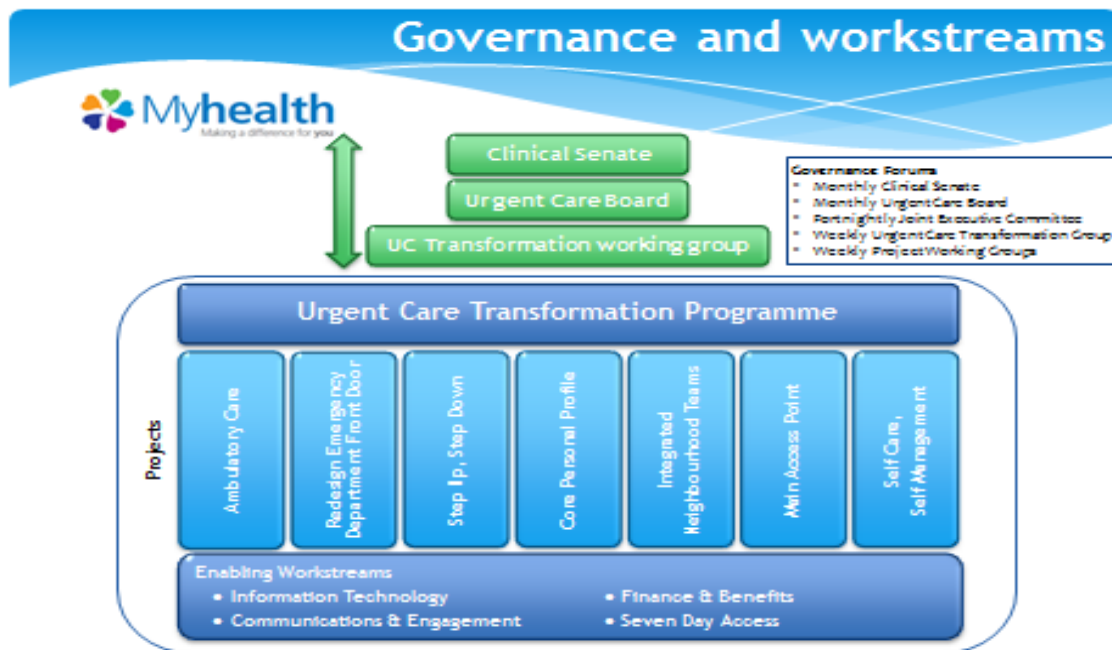 Governance and workstreams
Myhealth
Making a difference for you
Clinical Senate
Urgent Care Board
UC Transformation working group
Governance Forums
Monthly Clinical Senate
Monthly Urgent Care Board
Fortnightly Joint Executive Committee
Weekly Urgent Care Transformation Group
Weekly Project Working Groups
Urgent Care Transformation Programme
Projects
Ambulatory Care
Redesign Emergency
Department Front Door
Step Up, Step Down
Core Personal Profile
Integrated
Neighbourhood Teams
Main Access Point
Self Care,
Self Management
Enabling Workstreams
• Information Technology
• Communications & Engagement
• Finance & Benefits
• Seven Day Access